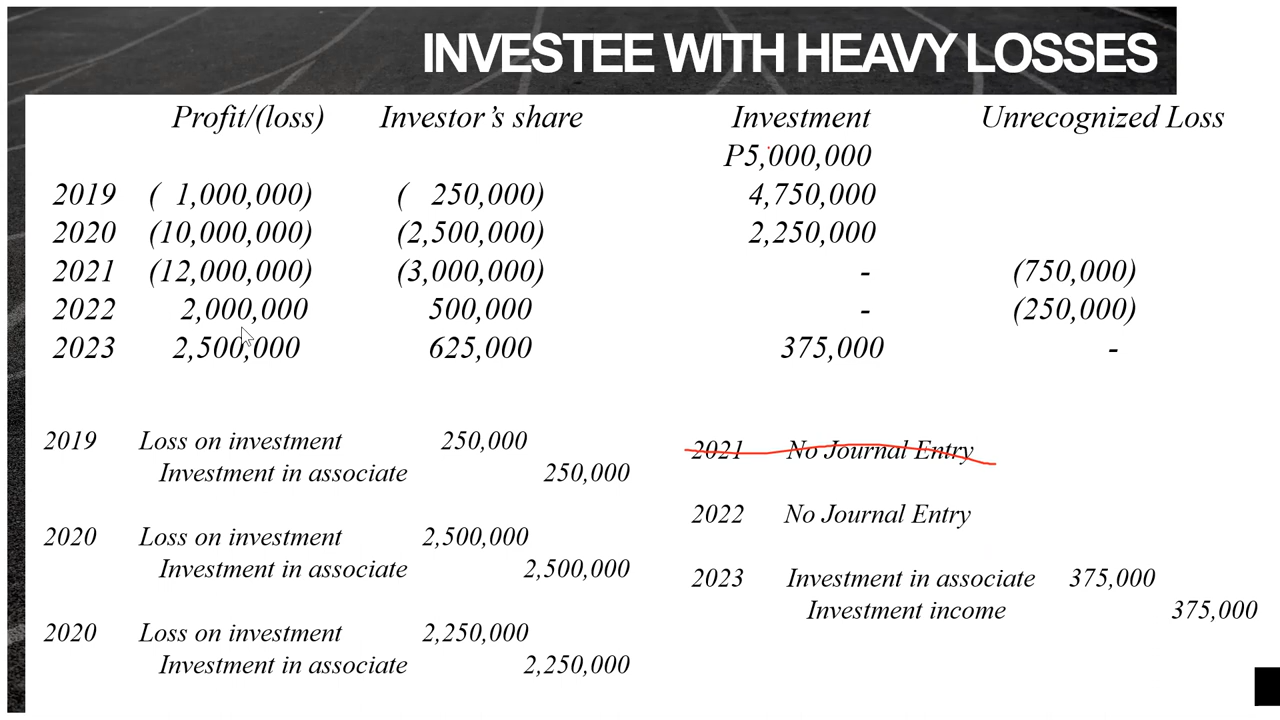 INVESTEE WITH HEAVY LOSSES
Profit/(loss) Investor's share Investment Unrecognized Loss
P5,000,000
2019 ( 1,000,000) ( 250,000) 4,750,000
2020 (10,000,000) (2,500,000) 2,250,000
2021 (12,000,000) (3,000,000) - (750,000)
2022 2,000,000 500,000 - (250,000)
2023 2,500,000 625,000 375,000 -
2019 Loss on investment 250,000
Investment in associate 250,000
2020 Loss on investment 2,500,000
Investment in associate 2,500,000
2020 Loss on investment 2,250,000
Investment in associate 2,250,000
2021 No Journal Entry
2022 No Journal Entry
2023 Investment in associate 375,000
Investment income 375,000